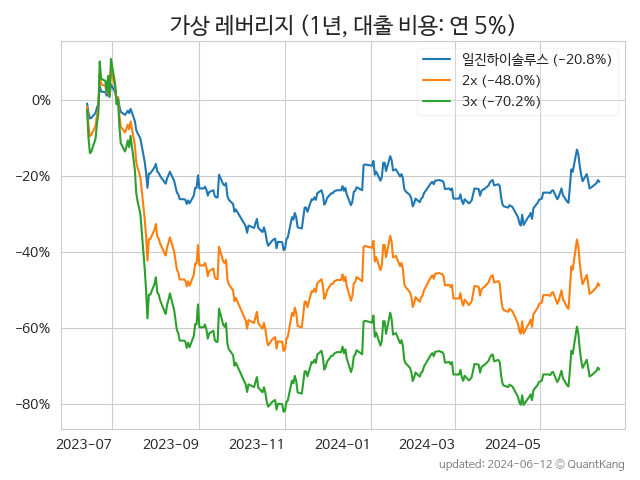 가상 레버리지 (1년, 대출 비용: 연 5%)
일진하이솔루스 (−20.8%)
2x (−48.0%)
3x (−70.2%)
0%
−20%
−40%
−60%
−80%
2023-07
2023-09
2023-11
2024-01
2024-03
2024-05
updated: 2024-06-12 © QuantKang